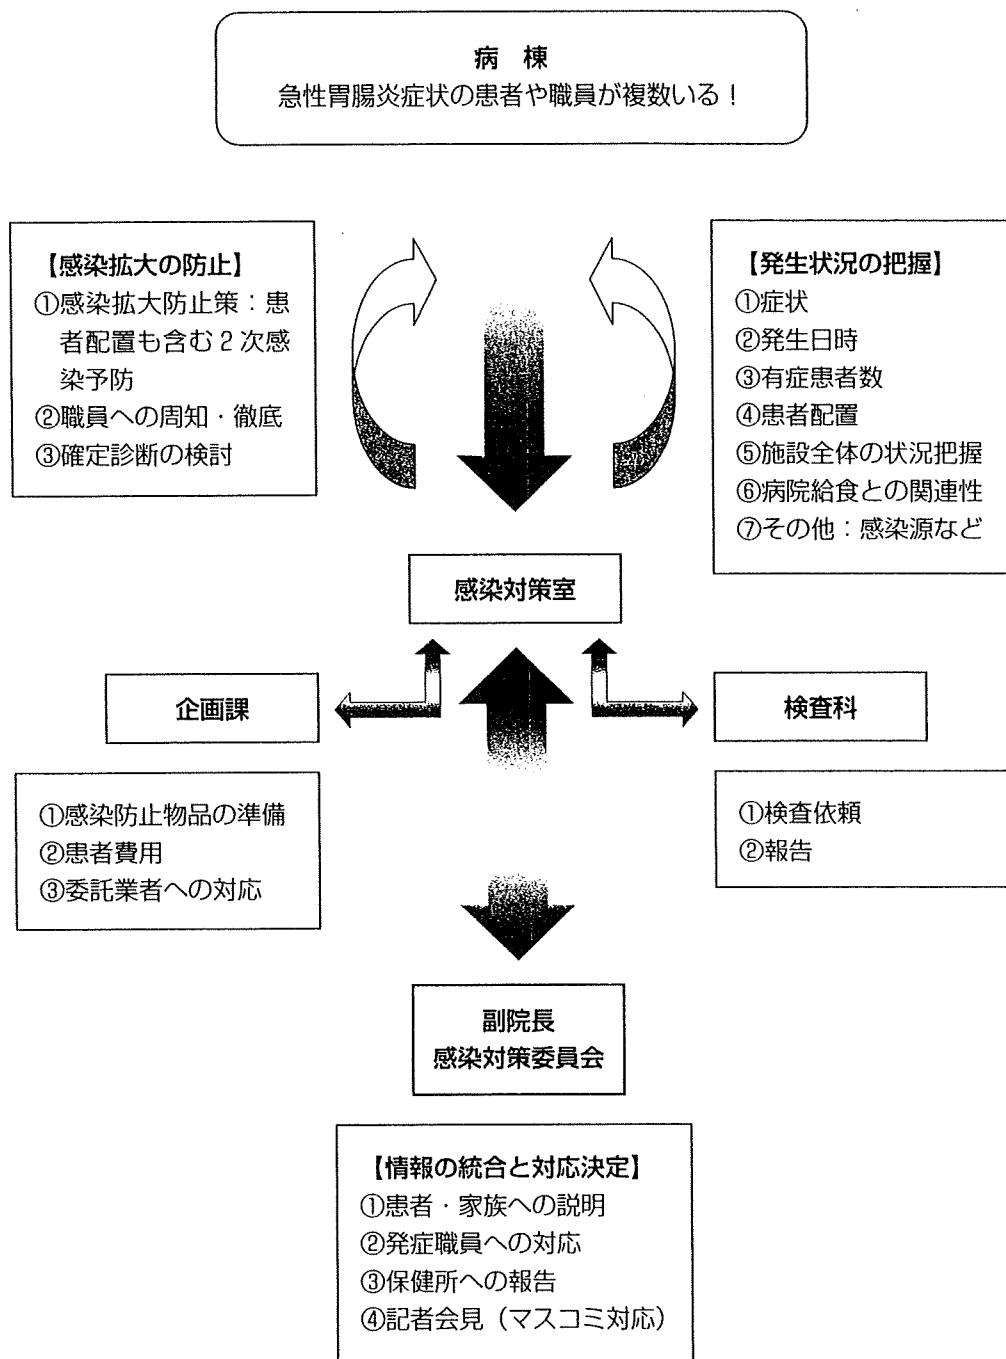 病 棟
急性胃腸炎症状の患者や職員が複数いる！
【感染拡大の防止】
①感染拡大防止策：患
者配置も含む２次感
染予防
②職員への周知・徹底
③確定診断の検討
【発生状況の把握】
①症状
②発生日時
③有症患者数
④患者配置
⑤施設全体の状況把握
⑥病院給食との関連性
⑦その他：感染源など
感染対策室
企画課
検査科
①感染防止物品の準備
②患者費用
③委託業者への対応
①検査依頼
②報告
副院長
感染対策委員会
【情報の統合と対応決定】
①患者・家族への説明
②発症職員への対応
③保健所への報告
④記者会見（マスコミ対応）